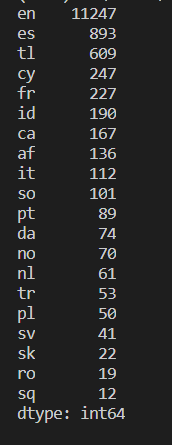 en 11247
es 893
tl 609
cy 247
fr 227
id 190
ca 167
af 136
it 112
so 101
pt 89
da 74
no 70
nl 61
tr 53
pl 50
sv 41
sk 22
ro 19
sq 12
dtype: int64